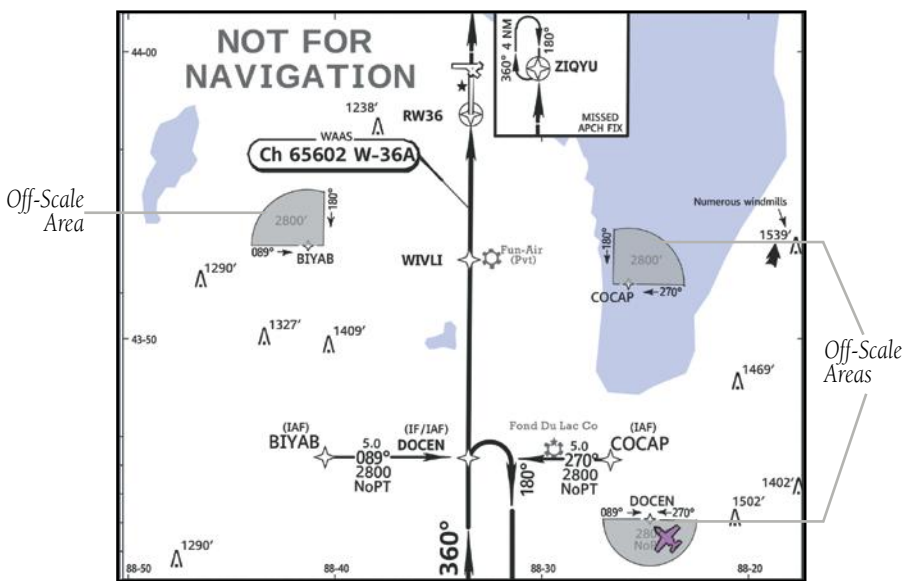 44-00
NOT FOR
NAVIGATION
360° 4 NM
180°
ZIQYU
MISSED
APCH FIX
RW36
1238'
WAAS
Ch 65602 W-36A
Off-Scale
Area
2800'
180°
089°
BIYAB
WIVLI
Fun-Air
(Pvt)
180°
2800'
270°
COCAP
Numerous windmills
1539'
1290'
43-50
1327'
1409'
1469'
Off-Scale
Areas
(IAF)
BIYAB
5.0
089°
2800
NoPT
(IF/IAF)
DOCEN
180°
Fond Du Lac Co
5.0
270°
2800
NoPT
(IAF)
COCAP
1402'
1502'
DOCEN
089°
270°
NoPT
360°
1290'
88-50
88-40
88-30
88-20